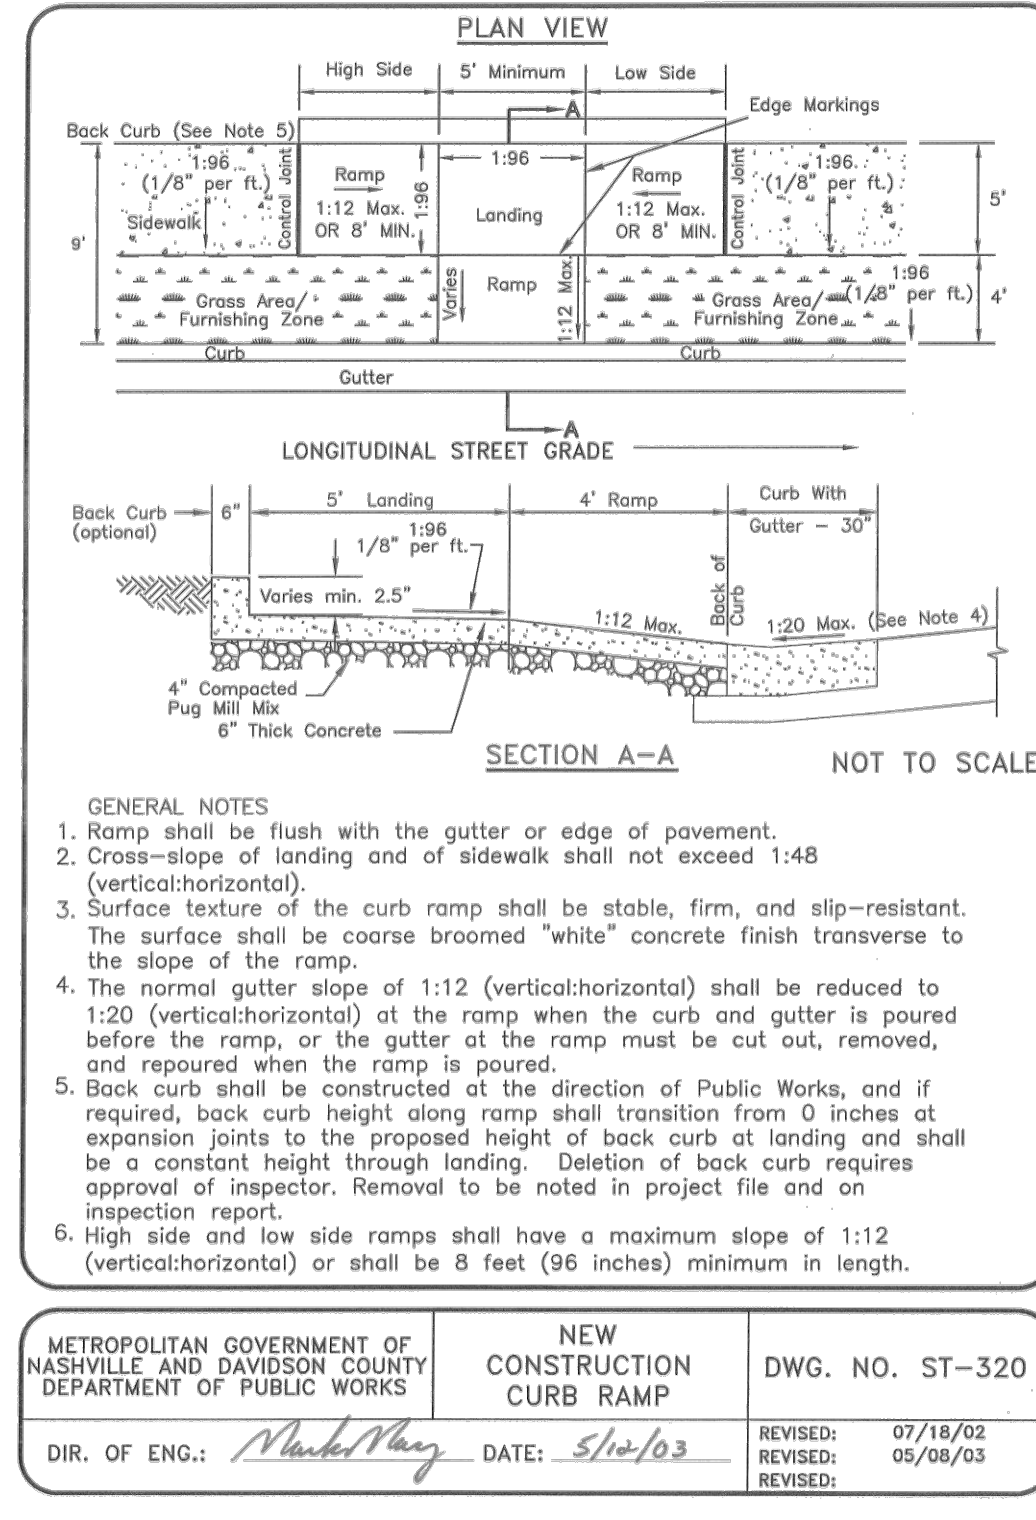 PLAN VIEW
High Side
5' Minimum
Low Side
A
Edge Markings
Back Curb (See Note 5)
1:96
(1/8" per ft.)
Sidewalk
Control Joint
Ramp
1:12 Max.
OR 8' MIN.
1:96
1:96
Landing
Ramp
1:12 Max.
OR 8' MIN.
Control Joint
1:96
(1/8" per ft.)
5'
9'
Grass Area/
Furnishing Zone
Varies
Ramp
1:12 Max.
Grass Area/
Furnishing Zone
1:96
(1/8" per ft.)
4'
Curb
Curb
Gutter
A
LONGITUDINAL STREET GRADE
Back Curb
(optional)
6"
5' Landing
4' Ramp
Curb With
Gutter - 30"
1:96
1/8" per ft.
Varies min. 2.5"
1:12 Max.
Back of
Curb
1:20 Max. (See Note 4)
4" Compacted
Pug Mill Mix
6" Thick Concrete
SECTION A-A
NOT TO SCALE
GENERAL NOTES
1. Ramp shall be flush with the gutter or edge of pavement.
2. Cross-slope of landing and of sidewalk shall not exceed 1:48
(vertical:horizontal).
3. Surface texture of the curb ramp shall be stable, firm, and slip-resistant.
The surface shall be coarse broomed "white" concrete finish transverse to
the slope of the ramp.
4. The normal gutter slope of 1:12 (vertical:horizontal) shall be reduced to
1:20 (vertical:horizontal) at the ramp when the curb and gutter is poured
before the ramp, or the gutter at the ramp must be cut out, removed,
and repoured when the ramp is poured.
5. Back curb shall be constructed at the direction of Public Works, and if
required, back curb height along ramp shall transition from 0 inches at
expansion joints to the proposed height of back curb at landing and shall
be a constant height through landing. Deletion of back curb requires
approval of inspector. Removal to be noted in project file and on
inspection report.
6. High side and low side ramps shall have a maximum slope of 1:12
(vertical:horizontal) or shall be 8 feet (96 inches) minimum in length.
METROPOLITAN GOVERNMENT OF
NASHVILLE AND DAVIDSON COUNTY
DEPARTMENT OF PUBLIC WORKS
NEW
CONSTRUCTION
CURB RAMP
DWG. NO. ST-320
DIR. OF ENG.:
DATE: 5/12/03
REVISED: 07/18/02
REVISED: 05/08/03
REVISED: